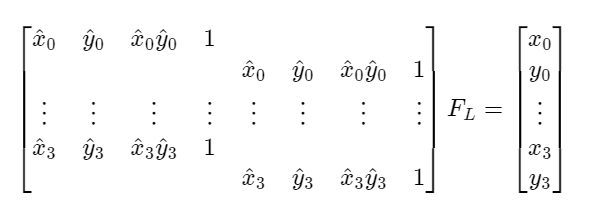 x̂₀ ŷ₀ x̂₀ŷ₀ 1
x̂₀ ŷ₀ x̂₀ŷ₀ 1
⋮ ⋮ ⋮ ⋮ ⋮ ⋮ ⋮ ⋮
x̂₃ ŷ₃ x̂₃ŷ₃ 1
x̂₃ ŷ₃ x̂₃ŷ₃ 1
F_L =
x₀
y₀
⋮
x₃
y₃